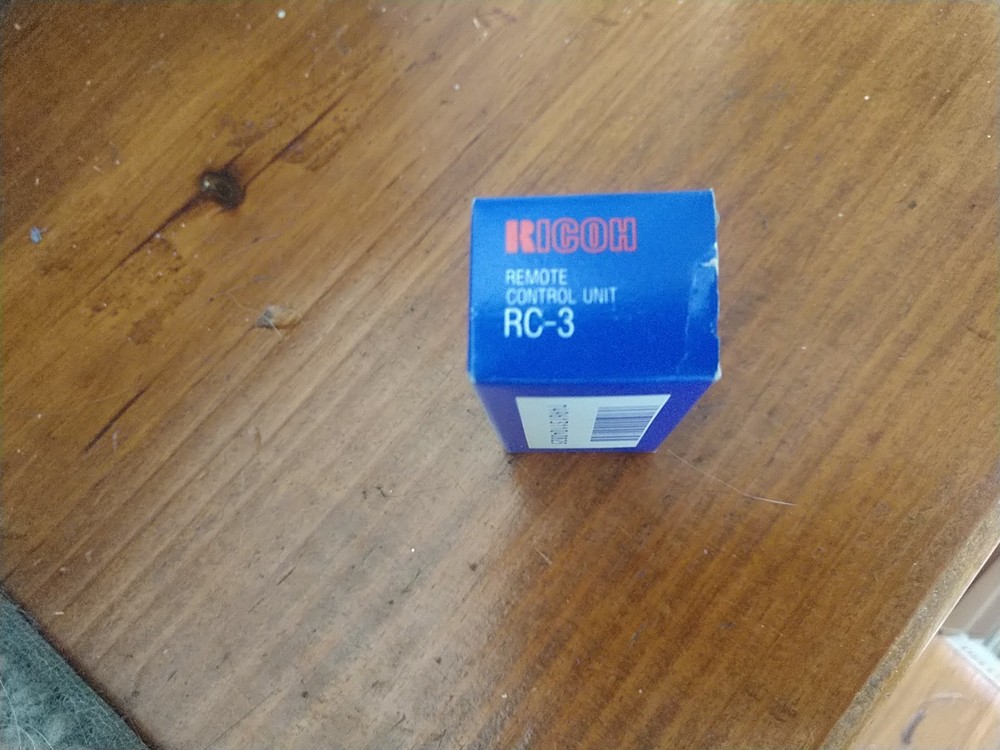 RICOH
REMOTE
CONTROL UNIT
RC-3